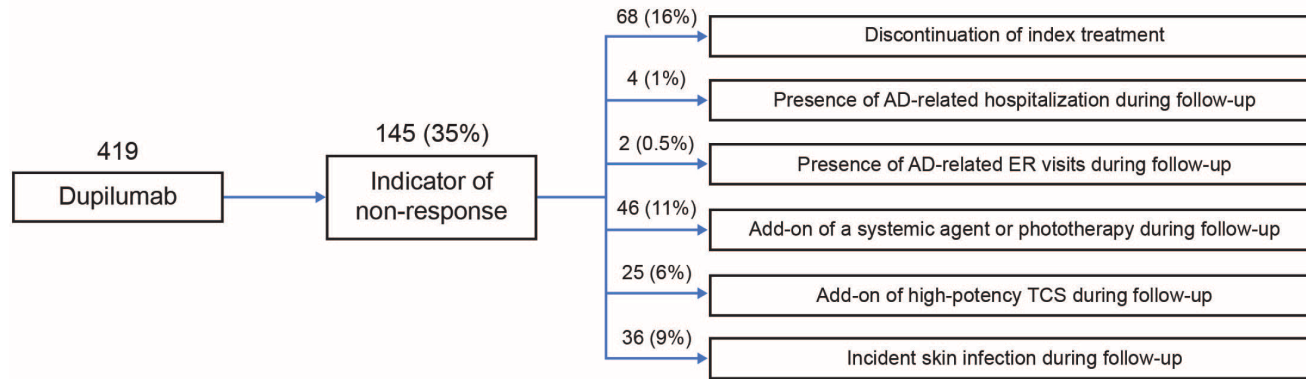 419
Dupilumab
145 (35%)
Indicator of
non-response
68 (16%)
Discontinuation of index treatment
4 (1%)
Presence of AD-related hospitalization during follow-up
2 (0.5%)
Presence of AD-related ER visits during follow-up
46 (11%)
Add-on of a systemic agent or phototherapy during follow-up
25 (6%)
Add-on of high-potency TCS during follow-up
36 (9%)
Incident skin infection during follow-up